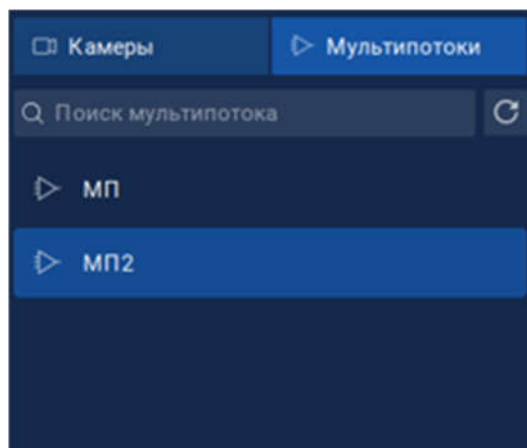 Камеры
Мультипотоки
Поиск мультипотока
МП
МП2